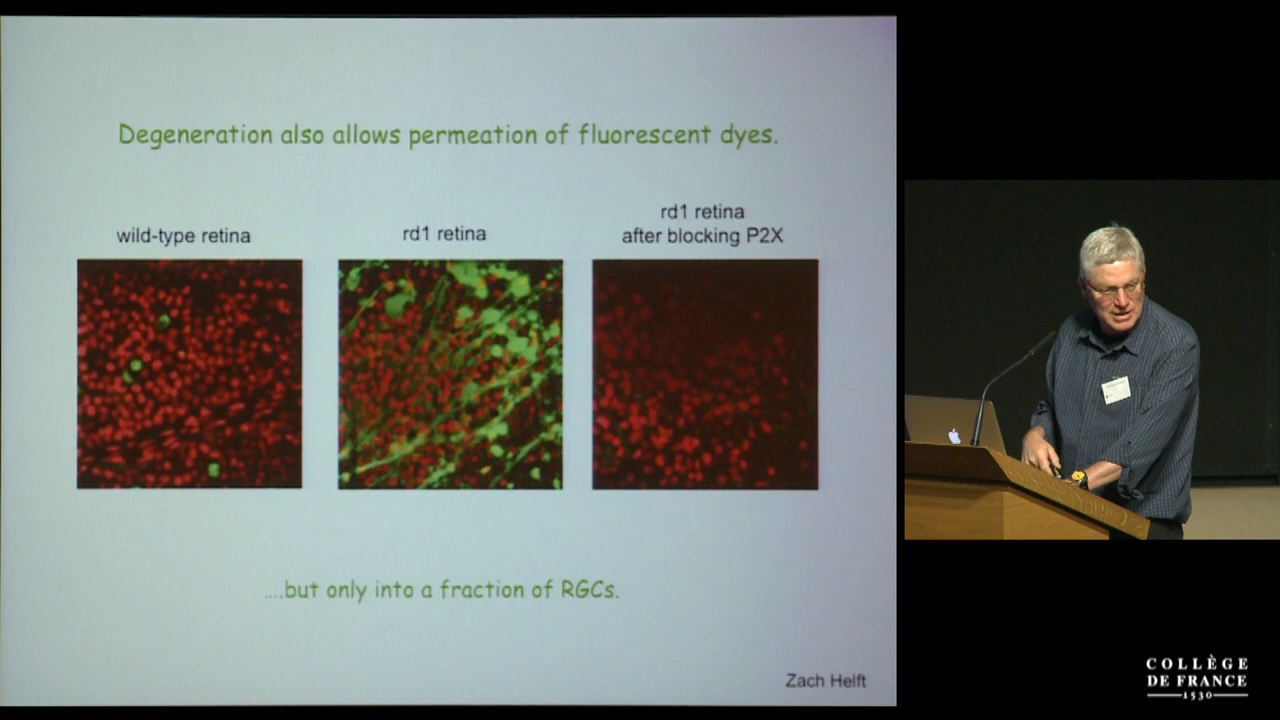 Degeneration also allows permeation of fluorescent dyes.
wild-type retina
rd1 retina
rd1 retina
after blocking P2X
....but only into a fraction of RGCs.
Zach Helft
COLLÈGE
DE FRANCE
1530